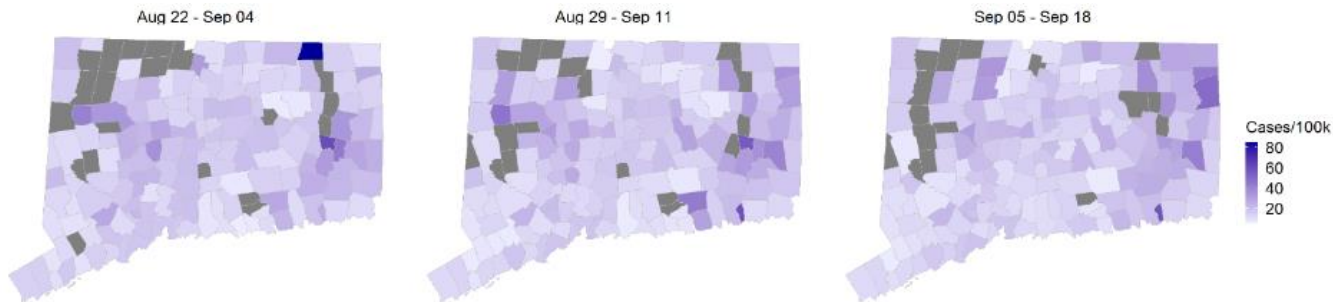 Aug 22 - Sep 04
Aug 29 - Sep 11
Sep 05 - Sep 18
Cases/100k
80
60
40
20